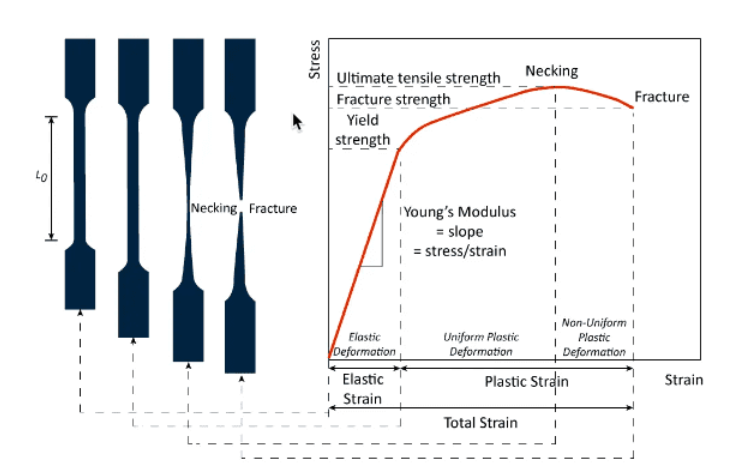 Stress
Ultimate tensile strength
Necking
Fracture strength
Fracture
Yield
strength
L0
Necking
Fracture
Young's Modulus
= slope
= stress/strain
Elastic
Deformation
Uniform Plastic
Deformation
Non-Uniform
Plastic
Deformation
Elastic
Strain
Plastic Strain
Strain
Total Strain